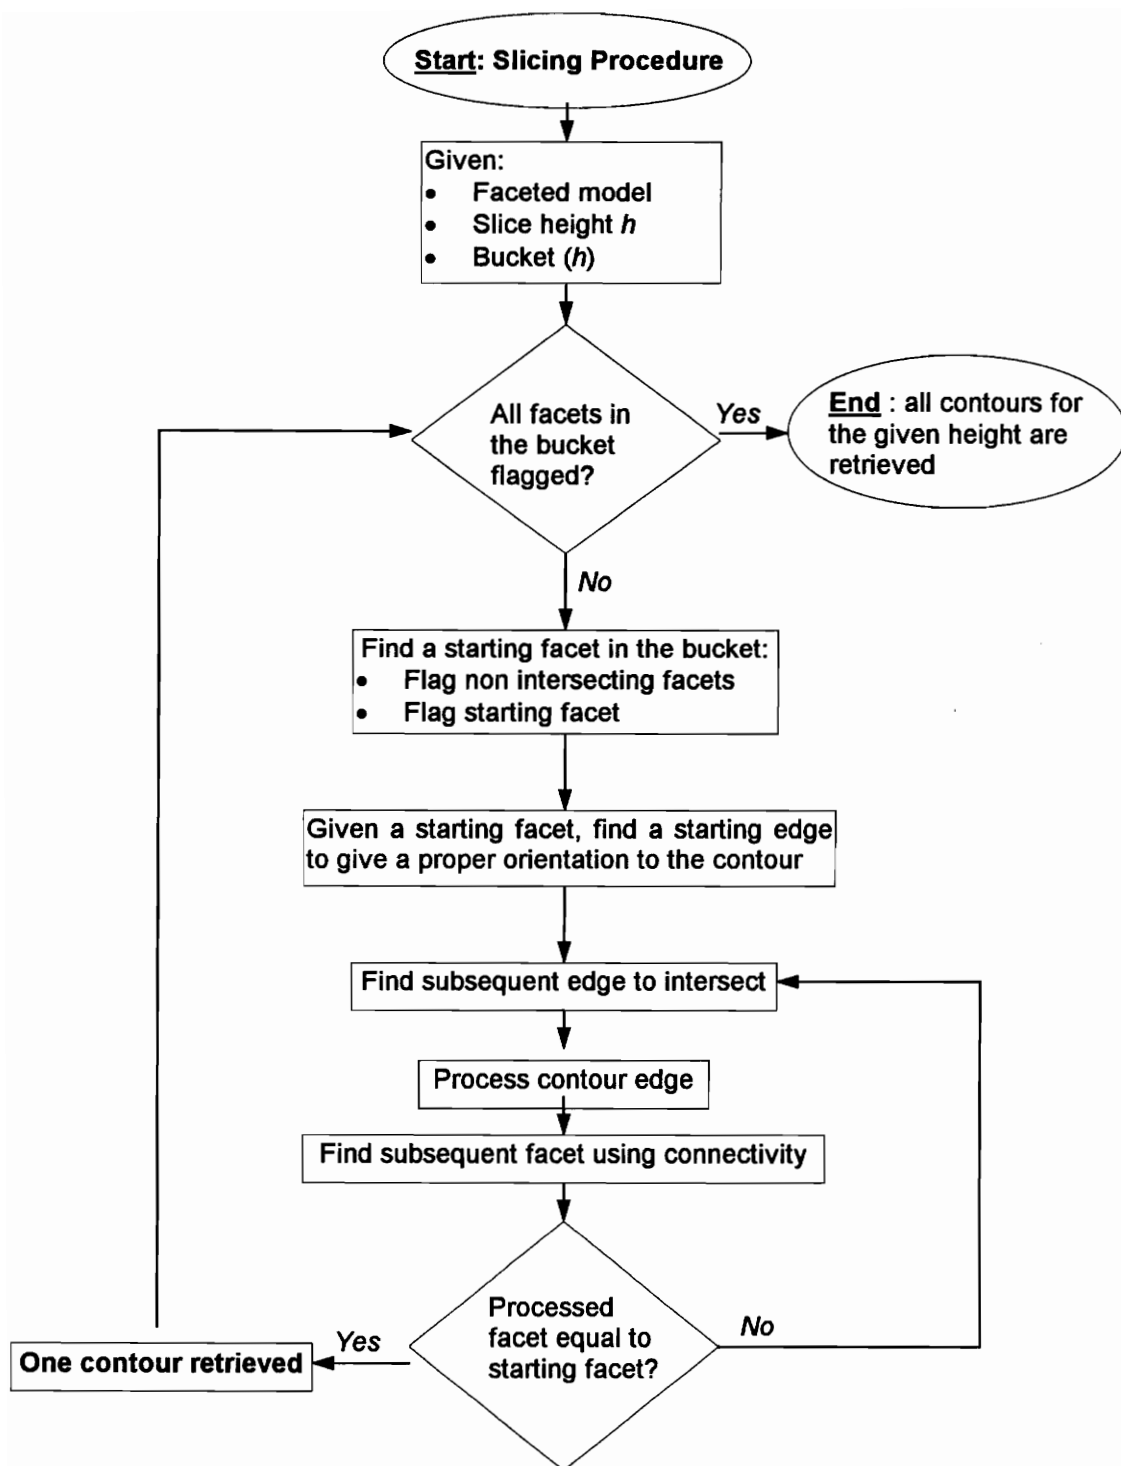 Start: Slicing Procedure
Given:
• Faceted model
• Slice height h
• Bucket (h)
All facets in
the bucket
flagged?
Yes
End : all contours for
the given height are
retrieved
No
Find a starting facet in the bucket:
• Flag non intersecting facets
• Flag starting facet
Given a starting facet, find a starting edge
to give a proper orientation to the contour
Find subsequent edge to intersect
Process contour edge
Find subsequent facet using connectivity
Processed
facet equal to
starting facet?
No
Yes
One contour retrieved